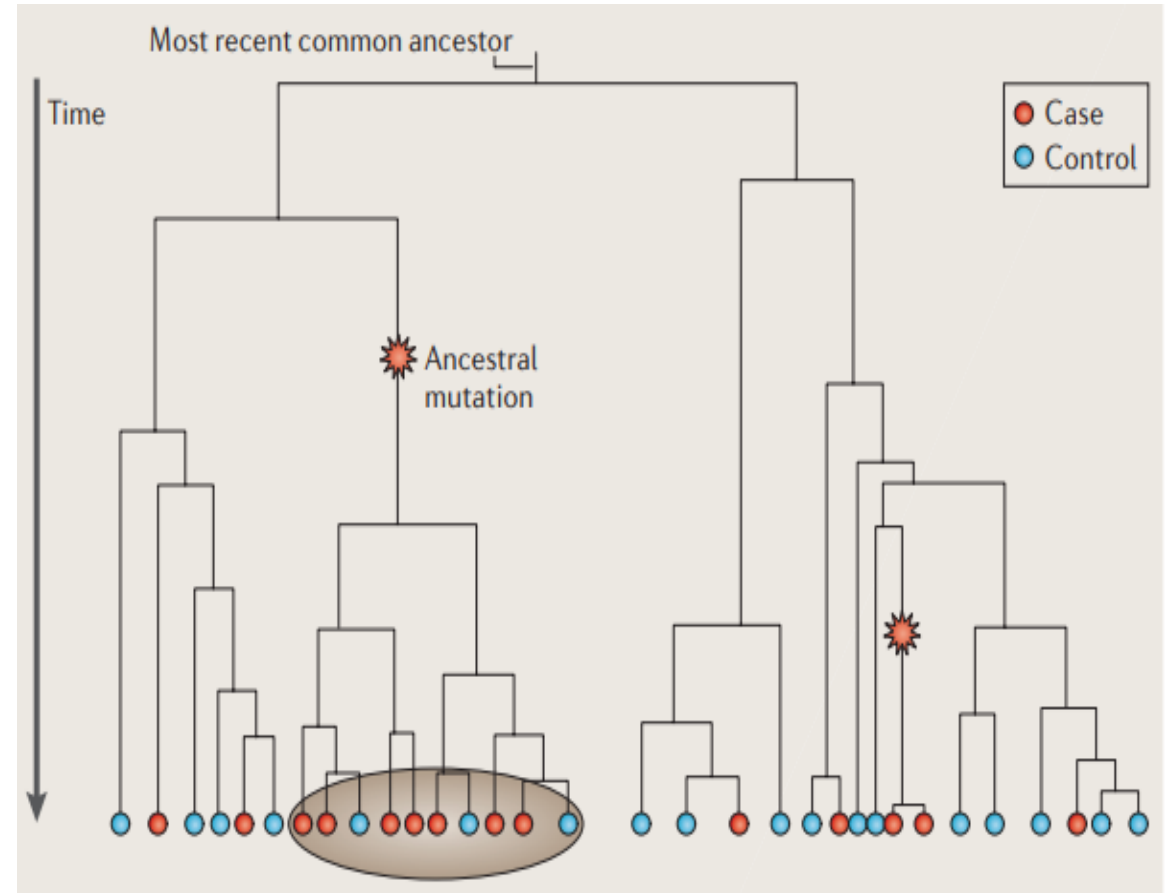 Most recent common ancestor
Time
Case
Control
Ancestral
mutation